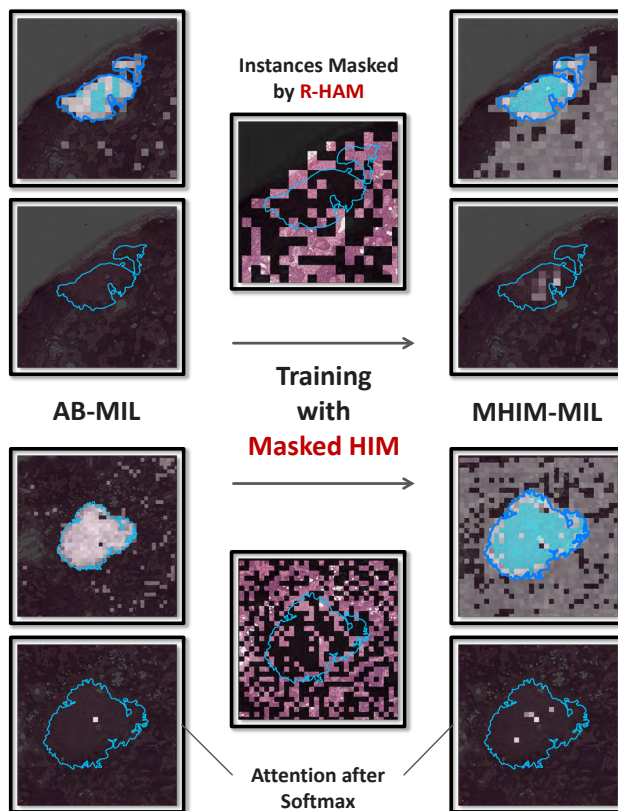 Instances Masked
by R-HAM
AB-MIL
Training
with
Masked HIM
MHIM-MIL
Attention after
Softmax